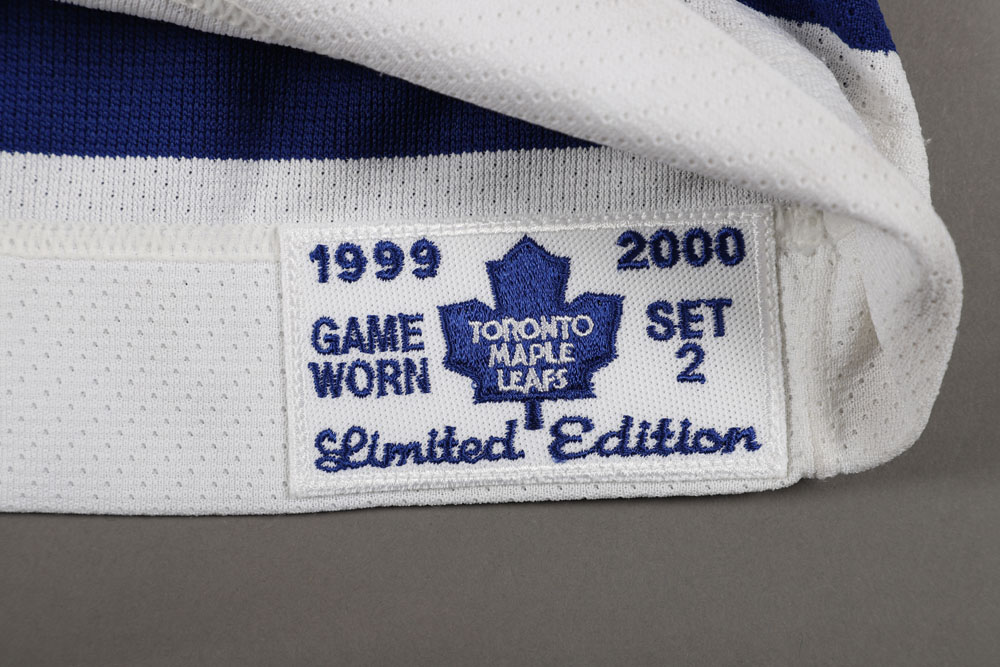 1999 2000
GAME
WORN
TORONTO
MAPLE
LEAFS
SET
2
Limited Edition